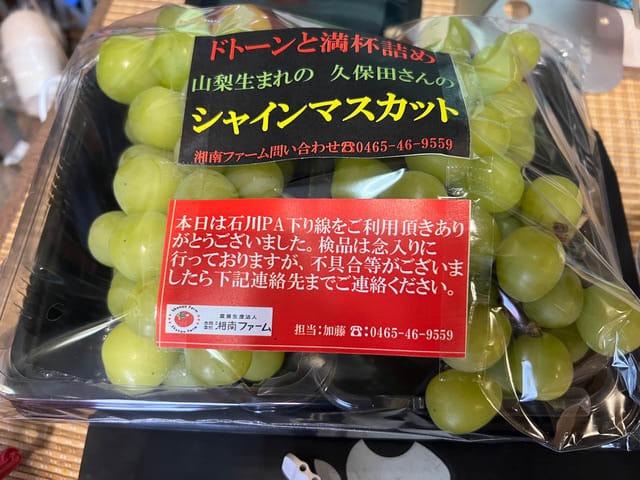 ドトーンと満杯詰め
山梨生まれの 久保田さんの
シャインマスカット
湘南ファーム問い合わせ☎0465-46-9559
本日は石川PA下り線をご利用頂きあり
がとうございました。検品は念入りに
行っておりますが、不具合等がございま
したら下記連絡先までご連絡ください。
農業生産法人
湘南ファーム
担当:加藤 ☎:0465-46-9559